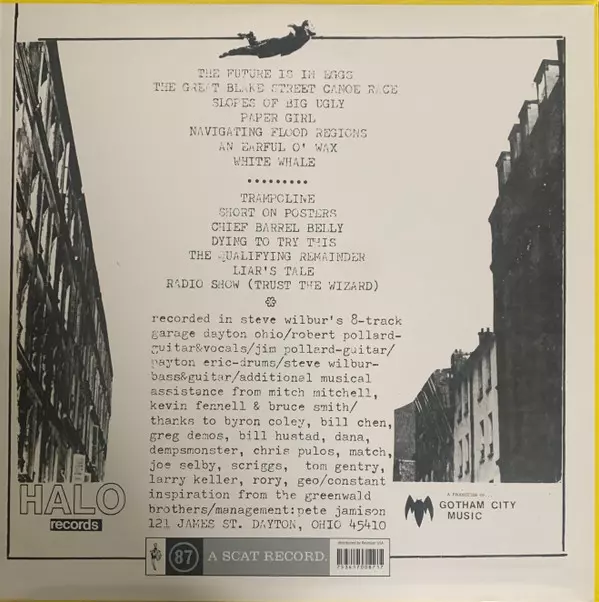 THE FUTURE IS IN EGGS
THE GREAT BLAKE STREET CANOE RACE
SLOPES OF BIG UGLY
PAPER GIRL
NAVIGATING FLOOD REGIONS
AN EARFUL O' WAX
WHITE WHALE
TRAMPOLINE
SHORT ON POSTERS
CHIEF BARREL BELLY
DYING TO TRY THIS
THE QUALIFYING REMAINDER
LIAR'S TALE
RADIO SHOW (TRUST THE WIZARD)
recorded in steve wilbur's 8-track
garage dayton ohio/robert pollard-
guitar&vocals/jim pollard-guitar/
payton eric-drums/steve wilbur-
bass&guitar/additional musical
assistance from mitch mitchell,
kevin fennell & bruce smith/
thanks to byron coley, bill chen,
greg demos, bill hustad, dana,
dempsmonster, chris pulos, match,
joe selby, scriggs, tom gentry,
larry keller, rory, geo/constant
inspiration from the greenwald
brothers/management:pete jamison
121 JAMES ST. DAYTON, OHIO 45410
HALO
records
A PRODUCTION OF...
GOTHAM CITY
MUSIC
87 A SCAT RECORD.
753457008717